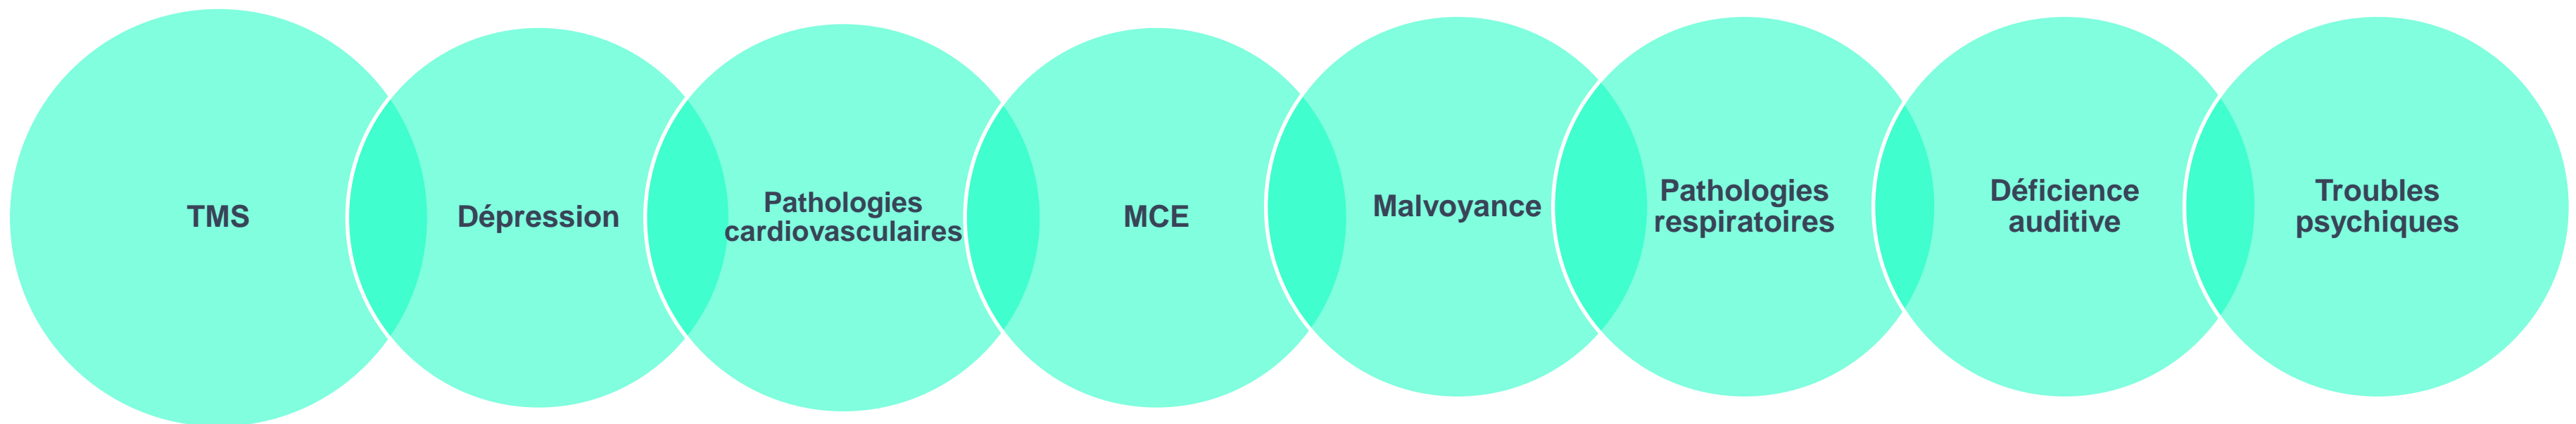 TMS
Dépression
Pathologies
cardiovasculaires
MCE
Malvoyance
Pathologies
respiratoires
Déficience
auditive
Troubles
psychiques